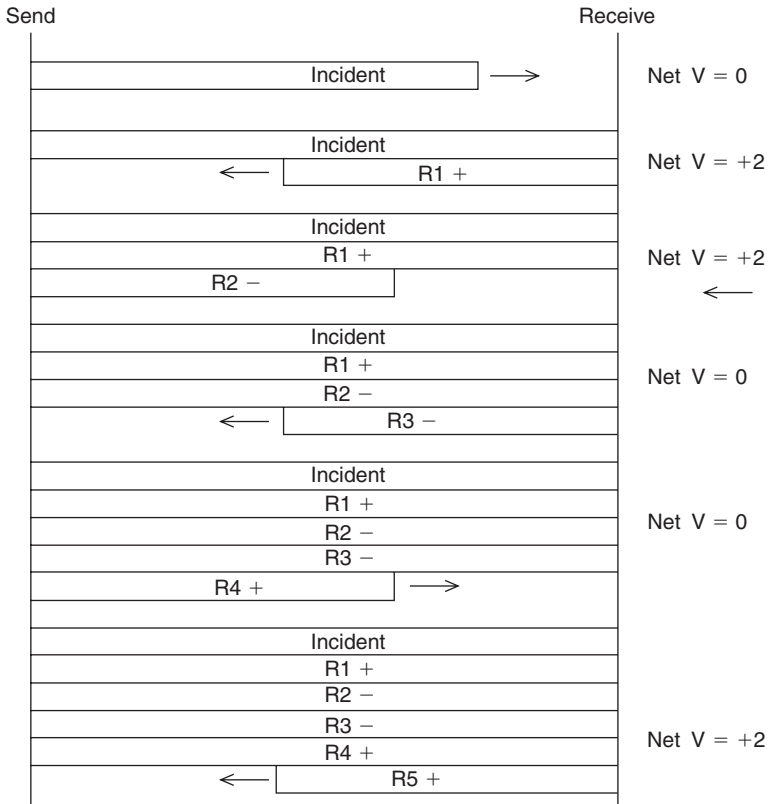 Send Receive
Incident Net V = 0
Incident
R1 + Net V = +2
Incident
R1 + Net V = +2
R2 −
Incident
R1 + Net V = 0
R2 −
R3 −
Incident
R1 +
R2 − Net V = 0
R3 −
R4 +
Incident
R1 +
R2 −
R3 − Net V = +2
R4 +
R5 +